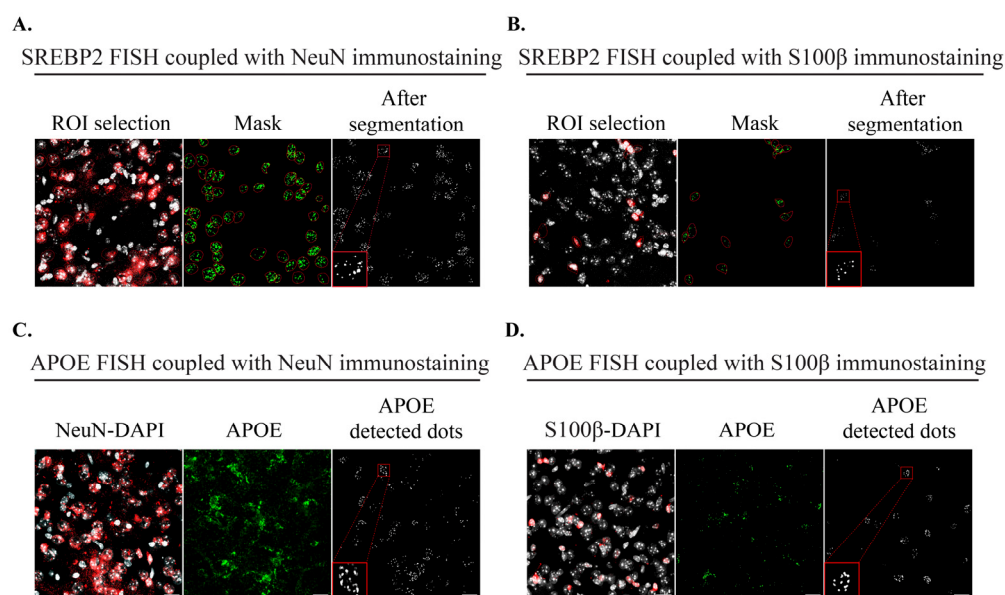 A.
SREBP2 FISH coupled with NeuN immunostaining
ROI selection
Mask
After
segmentation
B.
SREBP2 FISH coupled with S100β immunostaining
ROI selection
Mask
After
segmentation
C.
APOE FISH coupled with NeuN immunostaining
NeuN-DAPI
APOE
APOE
detected dots
D.
APOE FISH coupled with S100β immunostaining
S100β-DAPI
APOE
APOE
detected dots